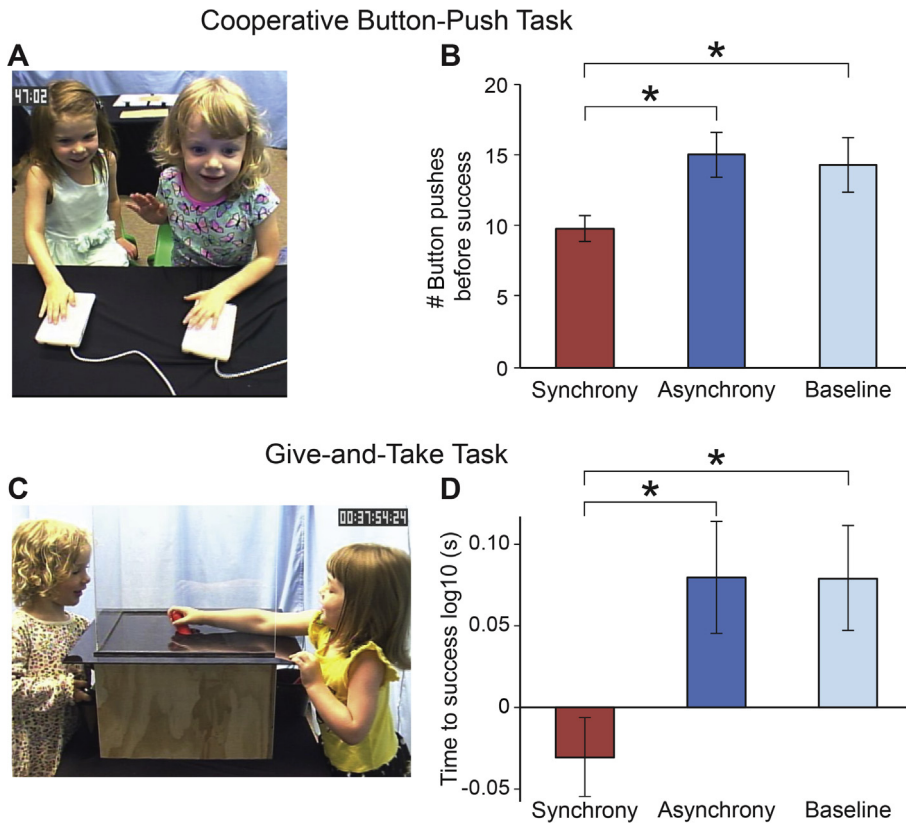 Cooperative Button-Push Task
A
47:02
B
# Button pushes
before success
20
15
10
5
0
*
*
Synchrony
Asynchrony
Baseline
Give-and-Take Task
C
00:37:54:24
D
Time to success log10 (s)
0.10
0.05
0
-0.05
*
*
Synchrony
Asynchrony
Baseline